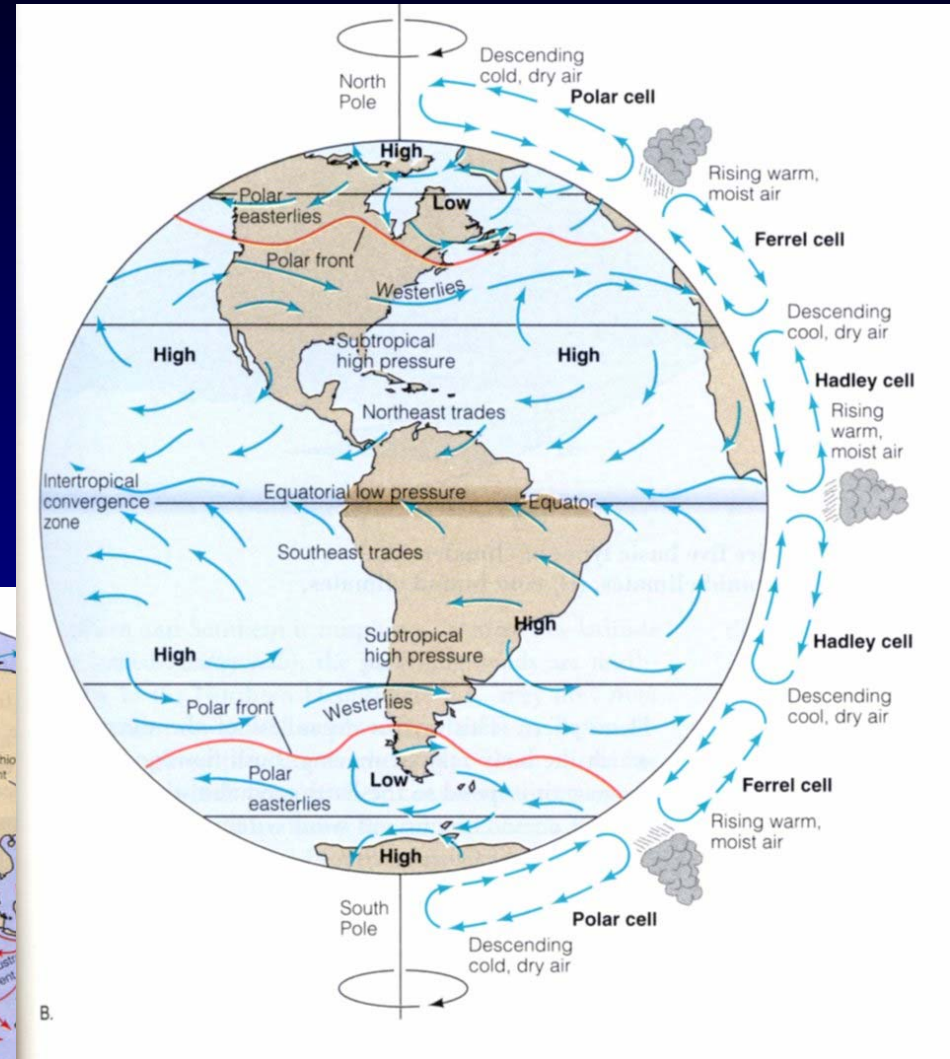 Descending
cold, dry air
Polar cell
North
Pole
High
Rising warm,
moist air
Polar
easterlies
Low
Ferrel cell
Polar front
Westerlies
Descending
cool, dry air
High
Subtropical
high pressure
High
Hadley cell
Northeast trades
Rising
warm,
moist air
Intertropical
convergence
zone
Equatorial low pressure
Equator
Southeast trades
High
High
Subtropical
high pressure
Hadley cell
Descending
cool, dry air
Polar front
Westerlies
Polar
easterlies
Low
Ferrel cell
Rising warm,
moist air
High
South
Pole
Polar cell
Descending
cold, dry air
B.